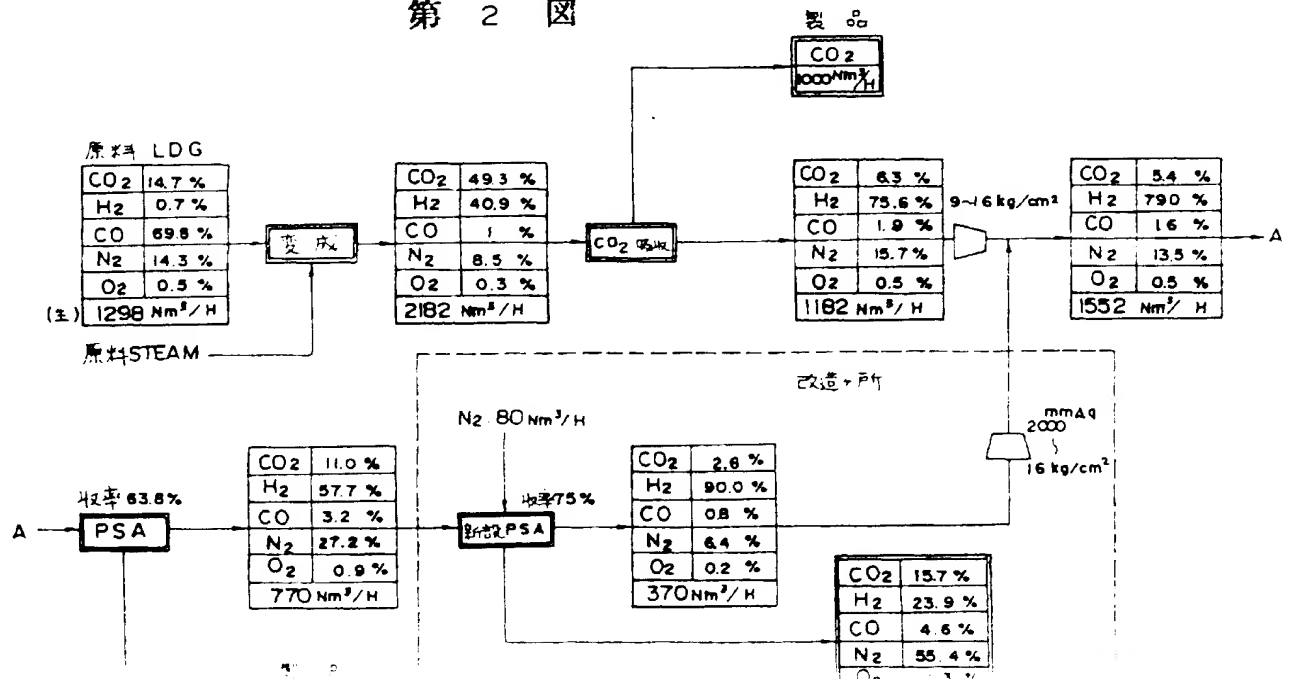 第 2 図
製品
CO2
1000Nm³/H
原料 LDG
CO2 14.7 %
H2 0.7 %
CO 69.8 %
N2 14.3 %
O2 0.5 %
(主) 1298 Nm³/H
原料STEAM
変成
CO2 49.3 %
H2 40.9 %
CO 1 %
N2 8.5 %
O2 0.3 %
2182 Nm³/H
CO2 吸収
CO2 6.3 %
H2 75.6 %
CO 1.9 %
N2 15.7 %
O2 0.5 %
1182 Nm³/H
9~16 kg/cm²
CO2 5.4 %
H2 790 %
CO 16 %
N2 13.5 %
O2 0.5 %
1552 Nm³/H
A
改造ヶ所
2000 mmAq
~
16 kg/cm²
A
収率 63.8%
PSA
CO2 11.0 %
H2 57.7 %
CO 3.2 %
N2 27.2 %
O2 0.9 %
770 Nm³/H
N2 80 Nm³/H
収率75%
新設PSA
CO2 2.6 %
H2 90.0 %
CO 0.8 %
N2 6.4 %
O2 0.2 %
370 Nm³/H
CO2 15.7 %
H2 23.9 %
CO 4.6 %
N2 55.4 %
O2